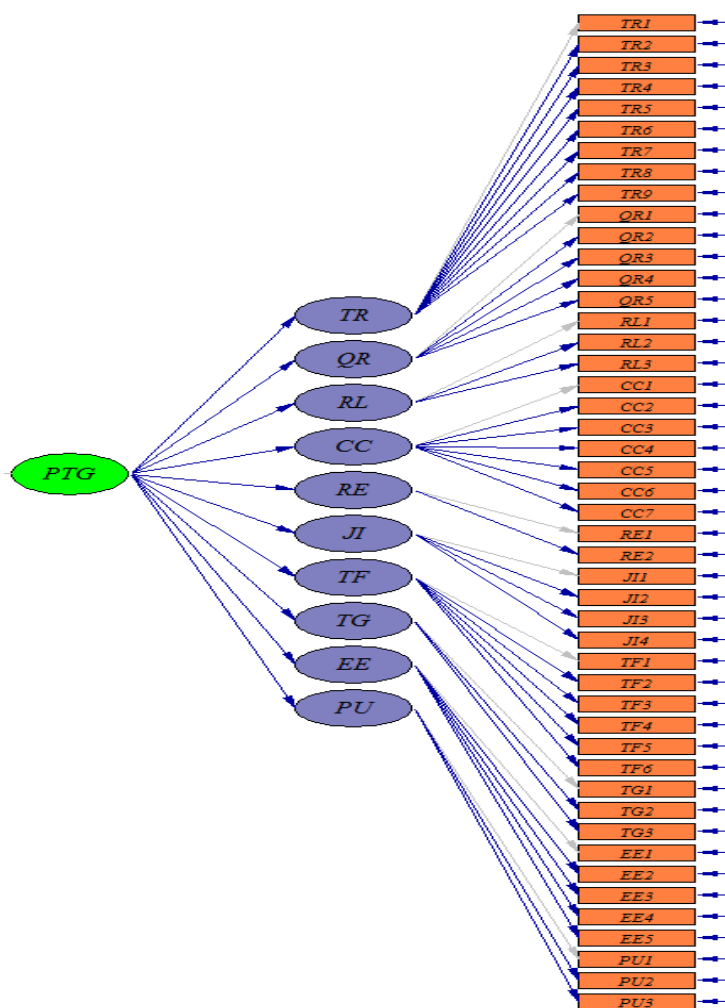 TR1
TR2
TR3
TR4
TR5
TR6
TR7
TR8
TR9
QR1
QR2
QR3
QR4
QR5
RL1
RL2
RL3
CC1
CC2
CC3
CC4
CC5
CC6
CC7
RE1
RE2
JI1
JI2
JI3
JI4
TF1
TF2
TF3
TF4
TF5
TF6
TG1
TG2
TG3
EE1
EE2
EE3
EE4
EE5
PU1
PU2
PU3
TR
QR
RL
CC
RE
JI
TF
TG
EE
PU
PTG